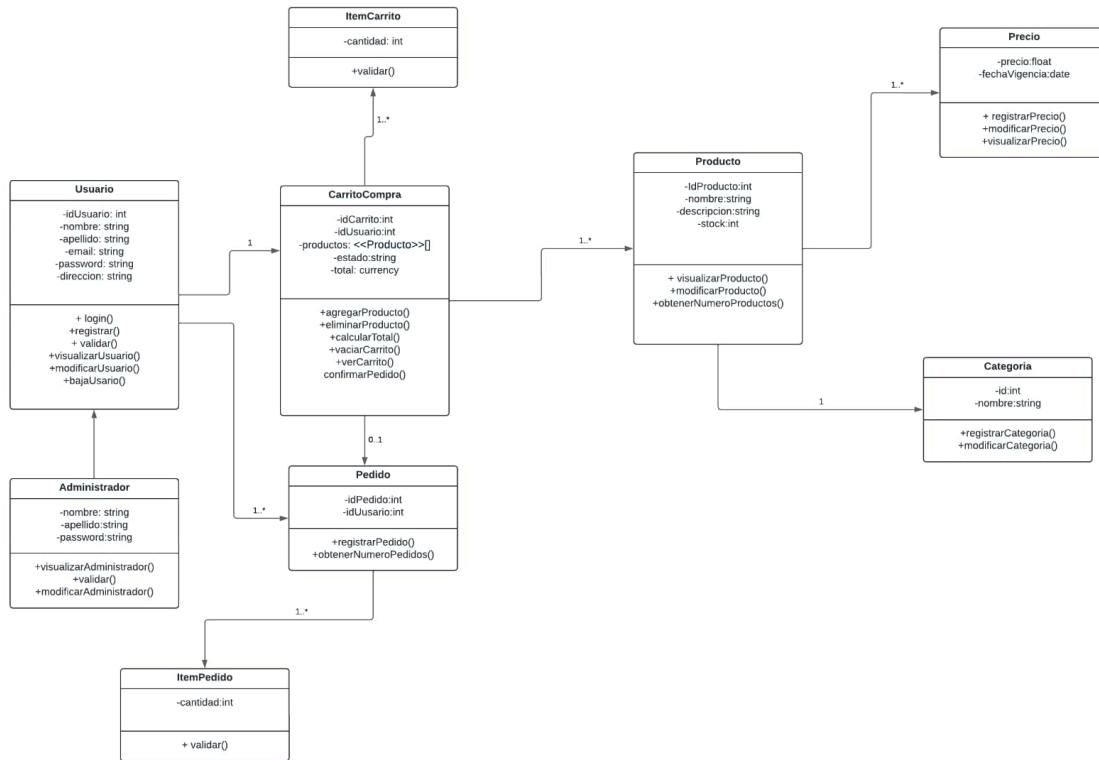 ItemCarrito
-cantidad: int
+validar()
1..*
Precio
-precio:float
-fechaVigencia:date
+ registrarPrecio()
+modificarPrecio()
+visualizarPrecio()
1..*
Producto
-IdProducto:int
-nombre:string
-descripcion:string
-stock:int
+ visualizarProducto()
+modificarProducto()
+obtenerNumeroProductos()
Usuario
-idUsuario: int
-nombre: string
-apellido: string
-email: string
-password: string
-direccion: string
+ login()
+registrar()
+ validar()
+visualizarUsuario()
+modificarUsuario()
+bajaUsario()
1
CarritoCompra
-idCarrito:int
-idUsuario:int
-productos: <<Producto>>[]
-estado:string
-total: currency
+agregarProducto()
+eliminarProducto()
+calcularTotal()
+vaciarCarrito()
+verCarrito()
confirmarPedido()
1..*
Categoria
-id:int
-nombre:string
+registrarCategoria()
+modificarCategoria()
1
0..1
Pedido
-idPedido:int
-idUusario:int
+registrarPedido()
+obtenerNumeroPedidos()
1..*
Administrador
-nombre: string
-apellido:string
-password:string
+visualizarAdministrador()
+validar()
+modificarAdministrador()
1..*
ItemPedido
-cantidad:int
+ validar()